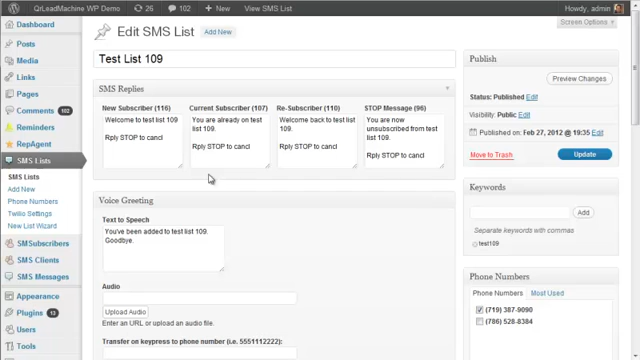 QrLeadMachine WP Demo 26 102 New View SMS List Howdy, admin
Screen Options
Edit SMS List Add New
Test List 109
SMS Replies
New Subscriber (116) Current Subscriber (107) Re-Subscriber (110) STOP Message (96)
Welcome to test list 109
Rply STOP to cancl
You are already on test
list 109.
Rply STOP to cancl
Welcome back to test list
109.
Rply STOP to cancl
You are now
unsubscribed from test
list 109.
Rply STOP to cancl
Voice Greeting
Text to Speech
You've been added to test list 109.
Goodbye.
Audio
Upload Audio
Enter an URL or upload an audio file.
Transfer on keypress to phone number (i.e. 5551112222):
Dashboard
Posts
Media
Links
Pages
Comments 102
Reminders
RepAgent
SMS Lists
SMS Lists
Add New
Phone Numbers
Twilio Settings
New List Wizard
SMSubscribers
SMS Clients
SMS Messages
Appearance
Plugins 13
Users
Tools
Publish
Preview Changes
Status: Published Edit
Visibility: Public Edit
Published on: Feb 27, 2012 @ 19:35 Edit
Move to Trash
Update
Keywords
Add
Separate keywords with commas
test109
Phone Numbers
Phone Numbers Most Used
(719) 387-9090
(786) 528-8384